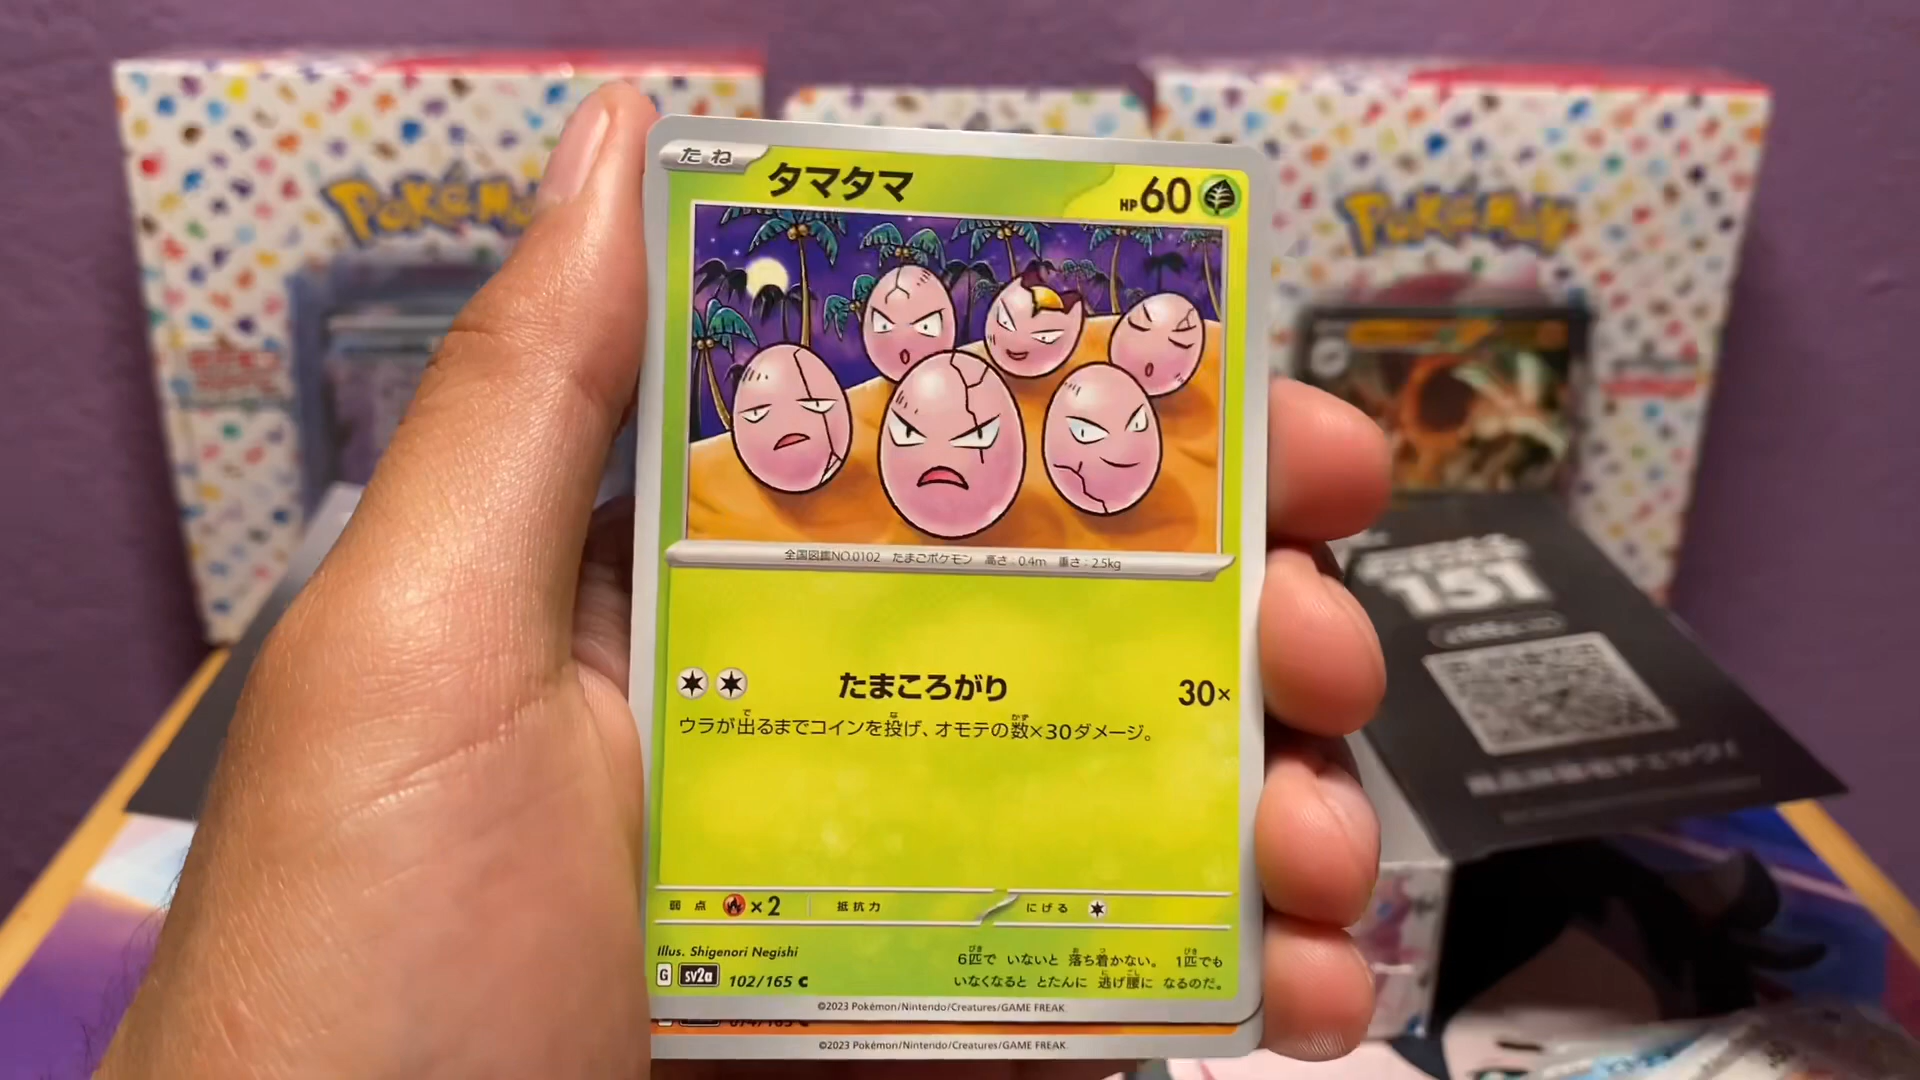 Pokémon
Pokémon
たね
タマタマ
HP60
全国図鑑NO.0102 たまごポケモン 高さ:0.4m 重さ:2.5kg
たまころがり 30×
ウラが出るまでコインを投げ、オモテの数×30ダメージ。
弱点 ×2 抵抗力 にげる
Illus. Shigenori Negishi
6匹で いないと 落ち着かない。 1匹でも
いなくなると とたんに 逃げ腰に なるのだ。
G sv2a 102/165 C
©2023 Pokémon/Nintendo/Creatures/GAME FREAK
074/165 C
©2023 Pokémon/Nintendo/Creatures/GAME FREAK
151